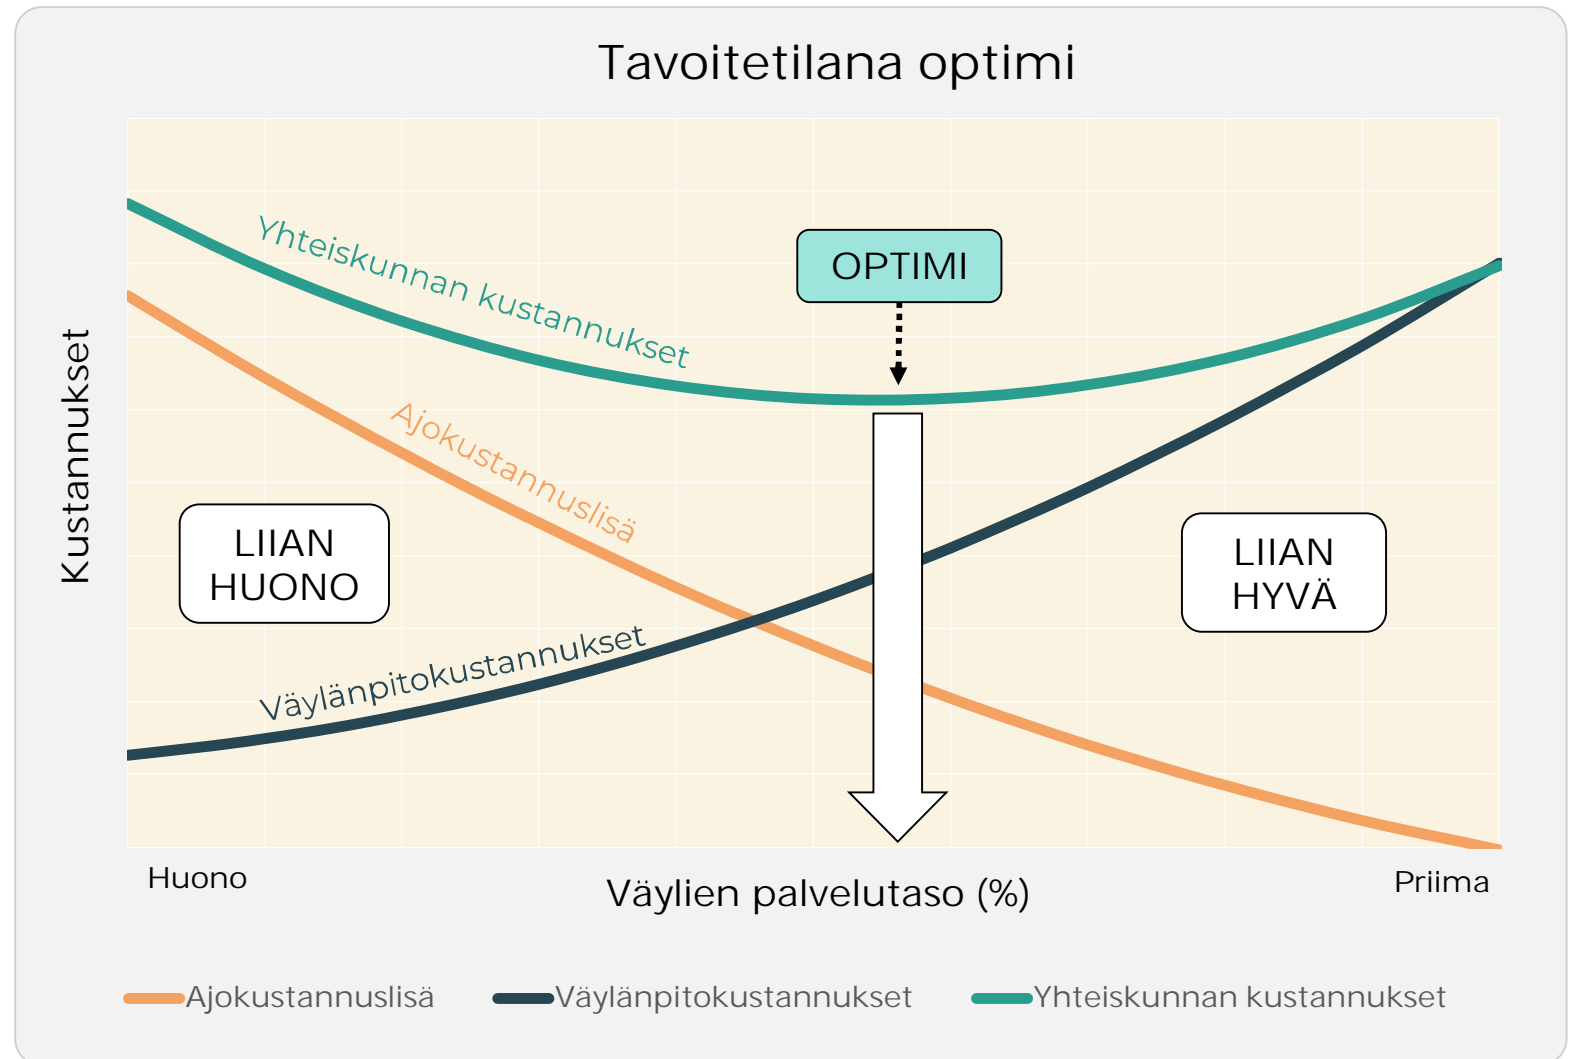 Tavoitetilana optimi
Kustannukset
Yhteiskunnan kustannukset
OPTIMI
Ajokustannuslisä
LIIAN
HUONO
LIIAN
HYVÄ
Väylänpitokustannukset
Huono
Väylien palvelutaso (%)
Priima
Ajokustannuslisä
Väylänpitokustannukset
Yhteiskunnan kustannukset